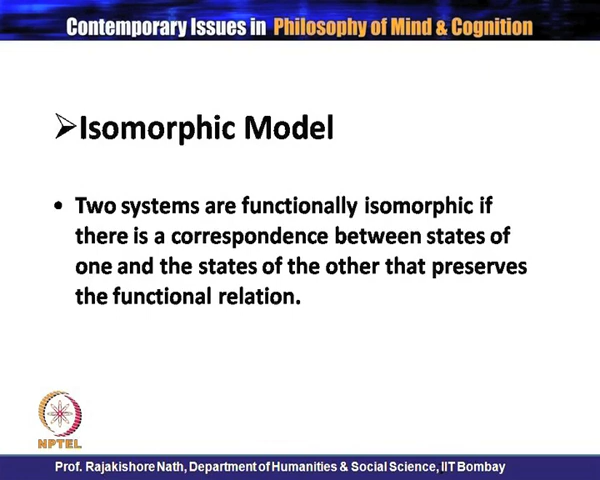 Contemporary Issues in Philosophy of Mind & Cognition
➢Isomorphic Model
• Two systems are functionally isomorphic if
there is a correspondence between states of
one and the states of the other that preserves
the functional relation.
NPTEL
Prof. Rajakishore Nath, Department of Humanities & Social Science, IIT Bombay